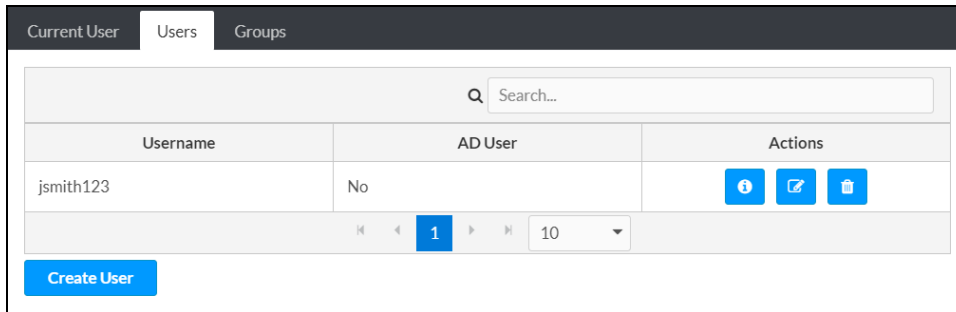 Current User Users Groups
Search...
Username AD User Actions
jsmith123 No
1 10
Create User